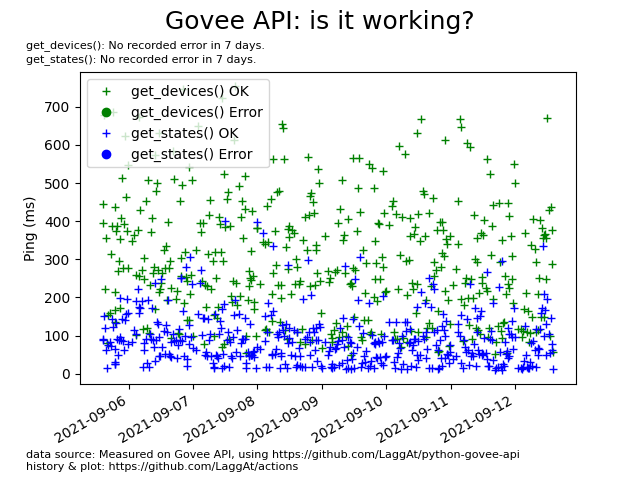 Govee API: is it working?
get_devices(): No recorded error in 7 days.
get_states(): No recorded error in 7 days.
get_devices() OK
get_devices() Error
get_states() OK
get_states() Error
Ping (ms)
700
600
500
400
300
200
100
0
2021-09-06
2021-09-07
2021-09-08
2021-09-09
2021-09-10
2021-09-11
2021-09-12
data source: Measured on Govee API, using https://github.com/LaggAt/python-govee-api
history & plot: https://github.com/LaggAt/actions